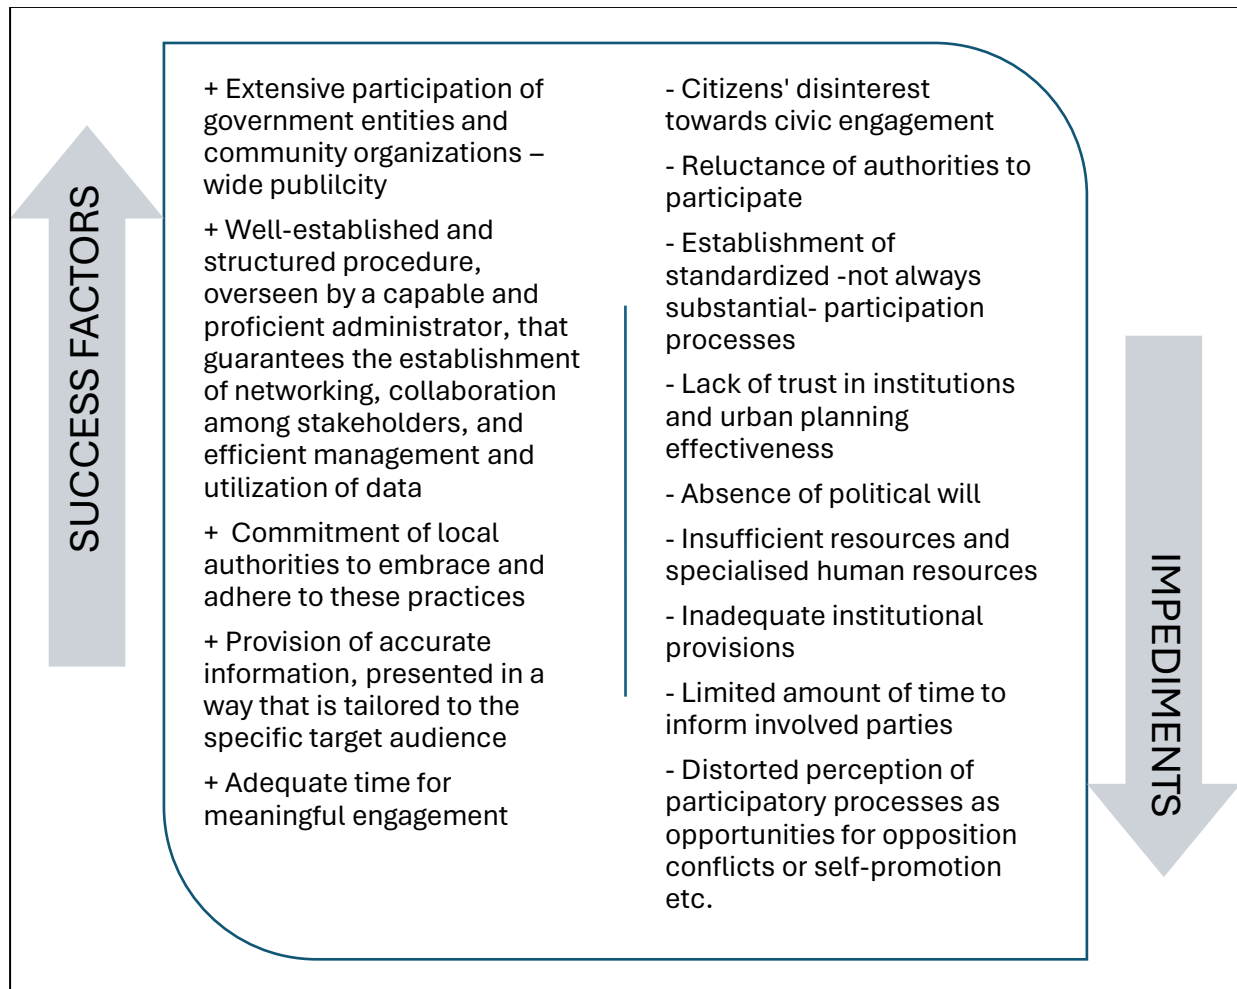 SUCCESS FACTORS
+ Extensive participation of
government entities and
community organizations –
wide publilcity
+ Well-established and
structured procedure,
overseen by a capable and
proficient administrator, that
guarantees the establishment
of networking, collaboration
among stakeholders, and
efficient management and
utilization of data
+  Commitment of local
authorities to embrace and
adhere to these practices
+ Provision of accurate
information, presented in a
way that is tailored to the
specific target audience
+ Adequate time for
meaningful engagement
- Citizens' disinterest
towards civic engagement
- Reluctance of authorities to
participate
- Establishment of
standardized -not always
substantial- participation
processes
- Lack of trust in institutions
and urban planning
effectiveness
- Absence of political will
- Insufficient resources and
specialised human resources
- Inadequate institutional
provisions
- Limited amount of time to
inform involved parties
- Distorted perception of
participatory processes as
opportunities for opposition
conflicts or self-promotion
etc.
IMPEDIMENTS